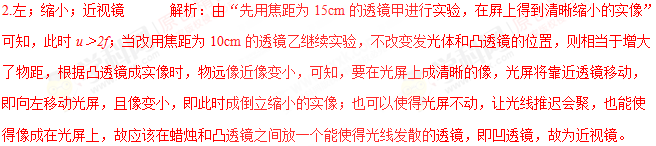 2.左；缩小；近视镜 解析：由“先用焦距为 15cm 的透镜甲进行实验，在屏上得到清晰缩小的实像”
可知，此时 u＞2f；当改用焦距为 10cm 的透镜乙继续实验，不改变发光体和凸透镜的位置，则相当于增大
了物距，根据凸透镜成实像时，物远像近像变小，可知，要在光屏上成清晰的像，光屏将靠近透镜移动，
即向左移动光屏，且像变小，即此时成倒立缩小的实像；也可以使得光屏不动，让光线推迟会聚，也能使
得像成在光屏上，故应该在蜡烛和凸透镜之间放一个能使得光线发散的透镜，即凹透镜，故为近视镜。